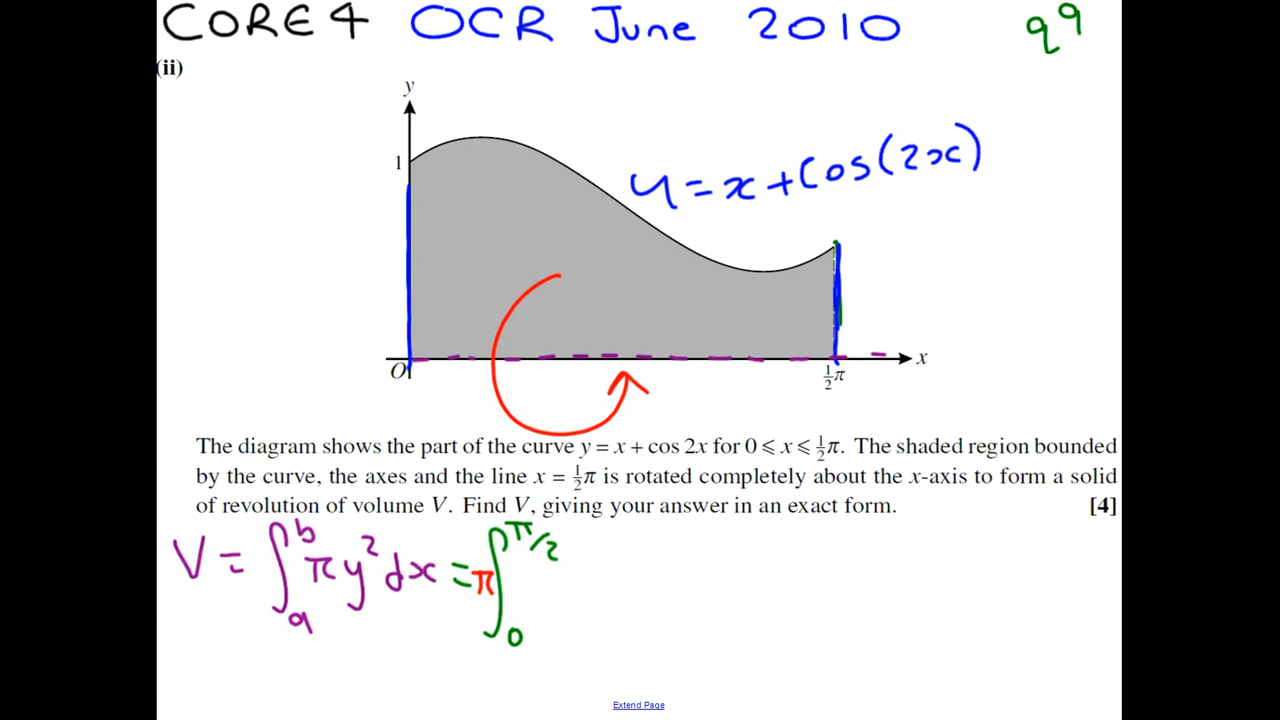 CORE 4 OCR June 2010 q9
(ii)
y
1
y = x + cos(2x)
O
½π
x
The diagram shows the part of the curve y = x + cos 2x for 0 ⩽ x ⩽ ½π. The shaded region bounded
by the curve, the axes and the line x = ½π is rotated completely about the x-axis to form a solid
of revolution of volume V. Find V, giving your answer in an exact form. [4]
V = ∫ₐᵇ πy² dx = π ∫₀^(π/2)
Extend Page